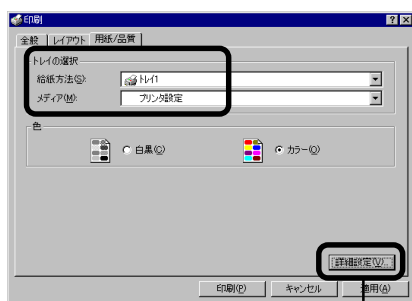 印刷
全般 レイアウト 用紙/品質
トレイの選択
給紙方法(S): トレイ1
メディア(M): プリンタ設定
色
白黒(C) カラー(O)
詳細設定(V)...
印刷(P) キャンセル 適用(A)